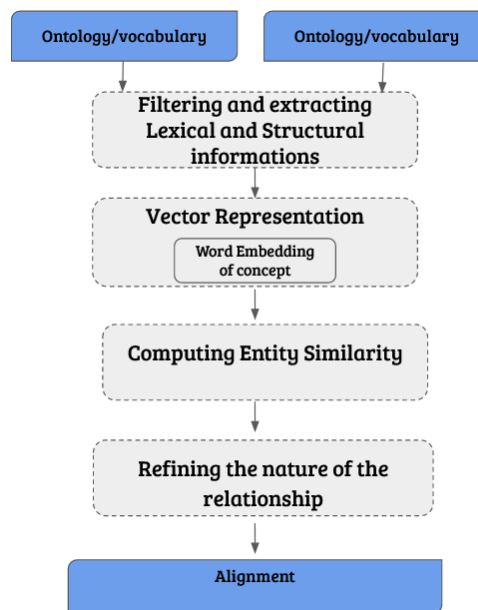 Ontology/vocabulary
Ontology/vocabulary
Filtering and extracting
Lexical and Structural
informations
Vector Representation
Word Embedding
of concept
Computing Entity Similarity
Refining the nature of the
relationship
Alignment